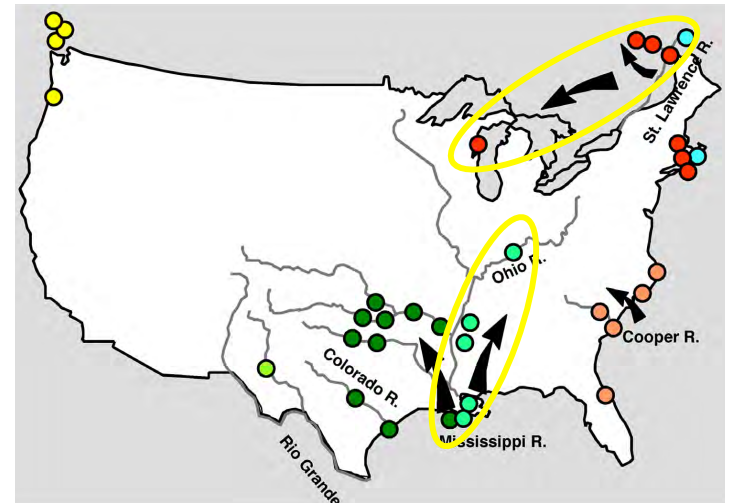 St. Lawrence R.
Ohio R.
Cooper R.
Colorado R.
Mississippi R.
Rio Grande